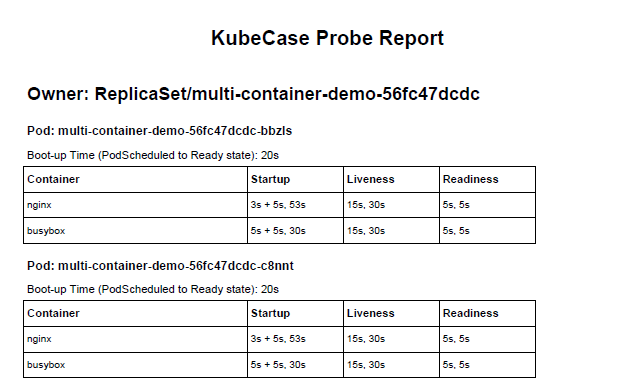 KubeCase Probe Report
Owner: ReplicaSet/multi-container-demo-56fc47dcdc
Pod: multi-container-demo-56fc47dcdc-bbzls
Boot-up Time (PodScheduled to Ready state): 20s
Container Startup Liveness Readiness
nginx 3s + 5s, 53s 15s, 30s 5s, 5s
busybox 5s + 5s, 30s 15s, 30s 5s, 5s
Pod: multi-container-demo-56fc47dcdc-c8nnt
Boot-up Time (PodScheduled to Ready state): 20s
Container Startup Liveness Readiness
nginx 3s + 5s, 53s 15s, 30s 5s, 5s
busybox 5s + 5s, 30s 15s, 30s 5s, 5s